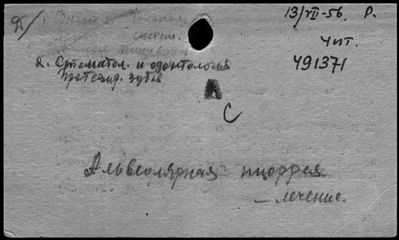 Д/
13/VII-56. Р.
Чит.
2. Стоматол. и одонтология
491371
протезир. зубов
А
С
Альвеолярная пиоррея
– лечение.